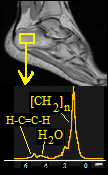 [CH₂]n
H-C=C-H
H₂O
6 4 2 0